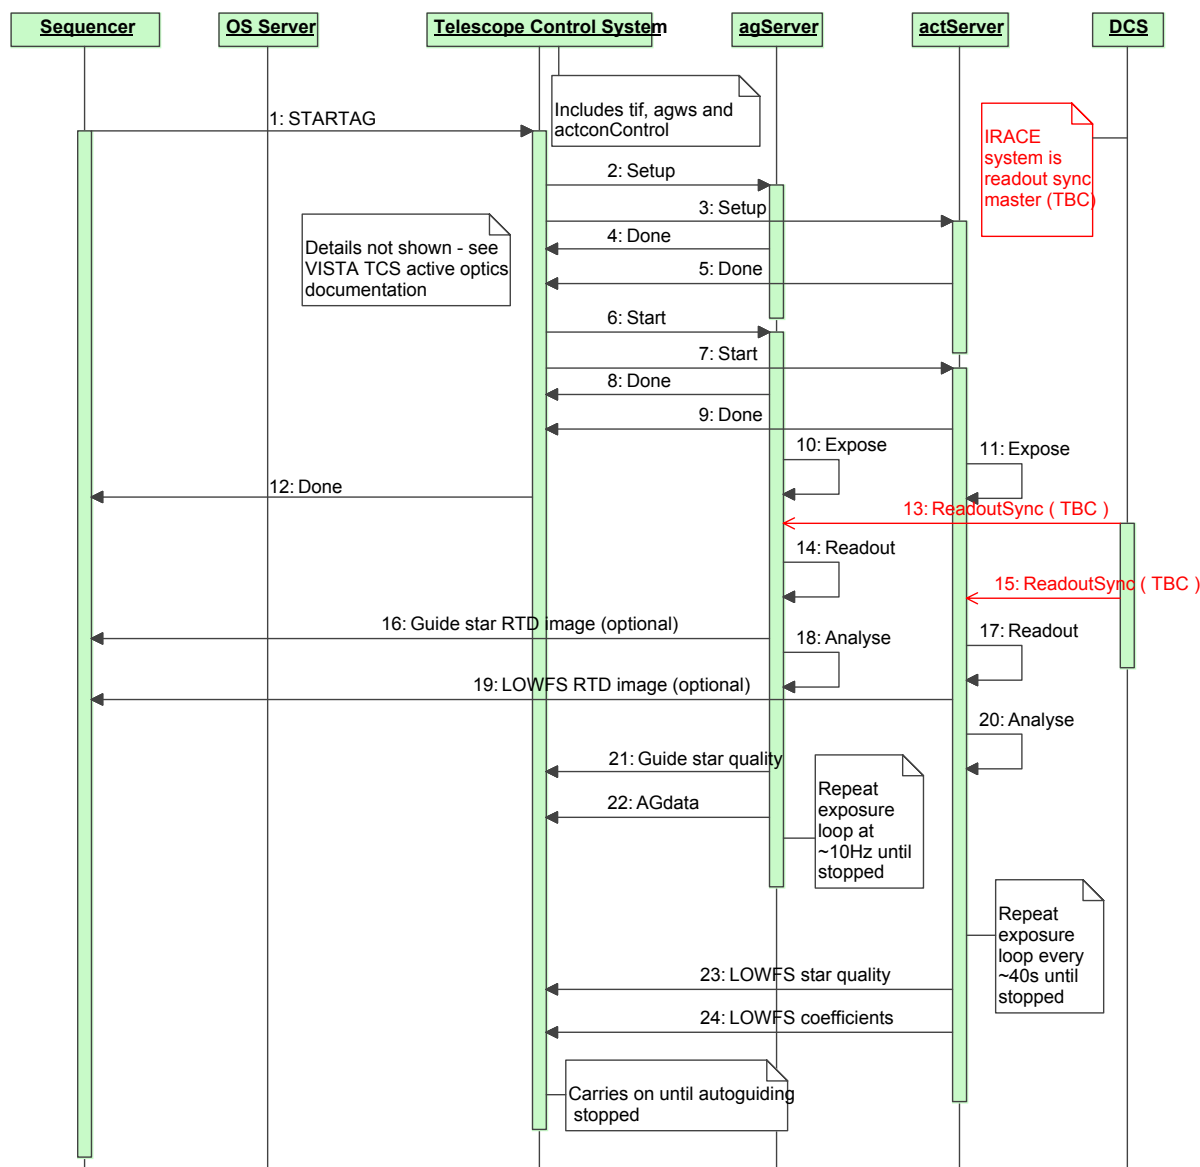 Sequencer
OS Server
Telescope Control System
agServer
actServer
DCS
Includes tif, agws and
actconControl
1: STARTAG
IRACE
system is
readout sync
master (TBC)
2: Setup
3: Setup
Details not shown - see
VISTA TCS active optics
documentation
4: Done
5: Done
6: Start
7: Start
8: Done
9: Done
10: Expose
11: Expose
12: Done
13: ReadoutSync ( TBC )
14: Readout
15: ReadoutSync ( TBC )
16: Guide star RTD image (optional)
17: Readout
18: Analyse
19: LOWFS RTD image (optional)
20: Analyse
21: Guide star quality
22: AGdata
Repeat
exposure
loop at
~10Hz until
stopped
Repeat
exposure
loop every
~40s until
stopped
23: LOWFS star quality
24: LOWFS coefficients
Carries on until autoguiding
stopped